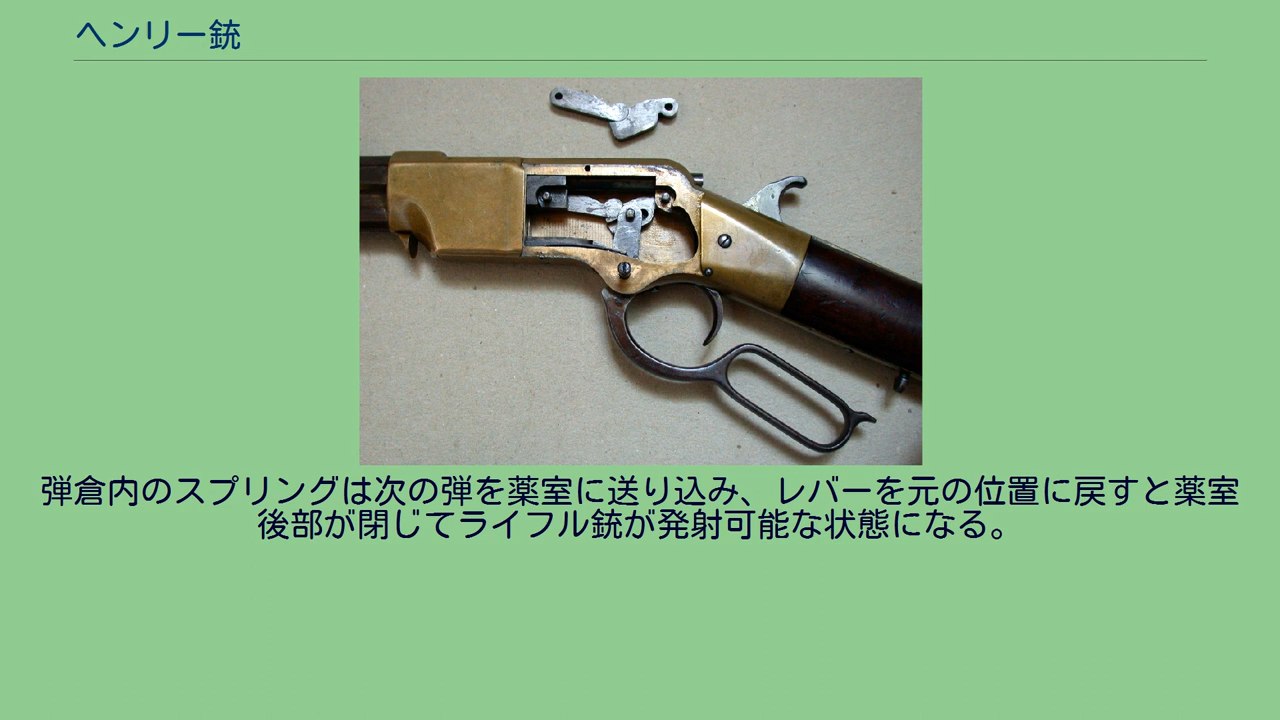 ヘンリー銃
弾倉内のスプリングは次の弾を薬室に送り込み、レバーを元の位置に戻すと薬室
後部が閉じてライフル銃が発射可能な状態になる。